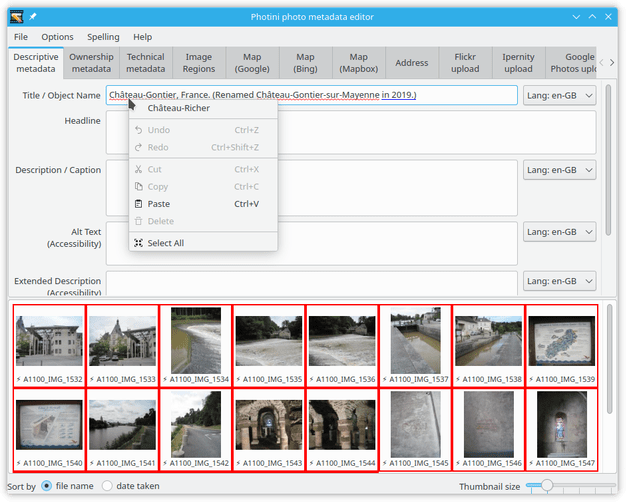 Photini photo metadata editor
File Options Spelling Help
Descriptive metadata
Ownership metadata
Technical metadata
Image Regions
Map (Google)
Map (Bing)
Map (Mapbox)
Address
Flickr upload
Ipernity upload
Google Photos uplo
Title / Object Name
Château-Gontier, France. (Renamed Château-Gontier-sur-Mayenne in 2019.)
Lang: en-GB
Château-Richer
Headline
Undo Ctrl+Z
Redo Ctrl+Shift+Z
Description / Caption
Lang: en-GB
Cut Ctrl+X
Copy Ctrl+C
Paste Ctrl+V
Delete
Alt Text
(Accessibility)
Lang: en-GB
Select All
Extended Description
(Accessibility)
Lang: en-GB
A1100_IMG_1532
A1100_IMG_1533
A1100_IMG_1534
A1100_IMG_1535
A1100_IMG_1536
A1100_IMG_1537
A1100_IMG_1538
A1100_IMG_1539
A1100_IMG_1540
A1100_IMG_1541
A1100_IMG_1542
A1100_IMG_1543
A1100_IMG_1544
A1100_IMG_1545
A1100_IMG_1546
A1100_IMG_1547
Sort by file name date taken
Thumbnail size